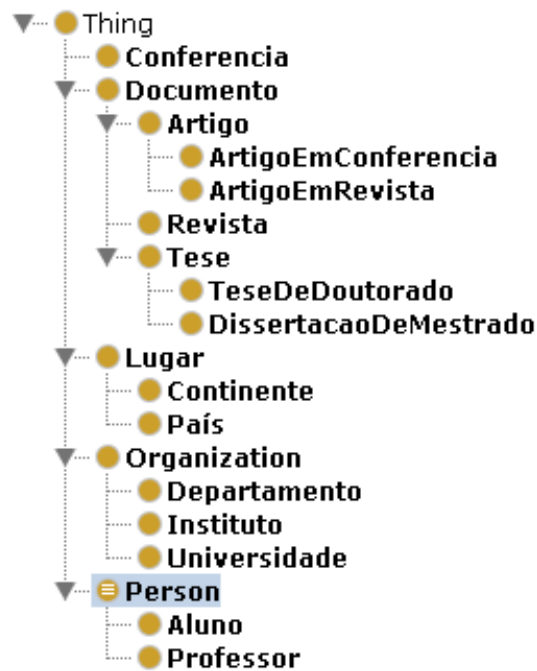 Thing
Conferencia
Documento
Artigo
ArtigoEmConferencia
ArtigoEmRevista
Revista
Tese
TeseDeDoutorado
DissertacaoDeMestrado
Lugar
Continente
País
Organization
Departamento
Instituto
Universidade
Person
Aluno
Professor